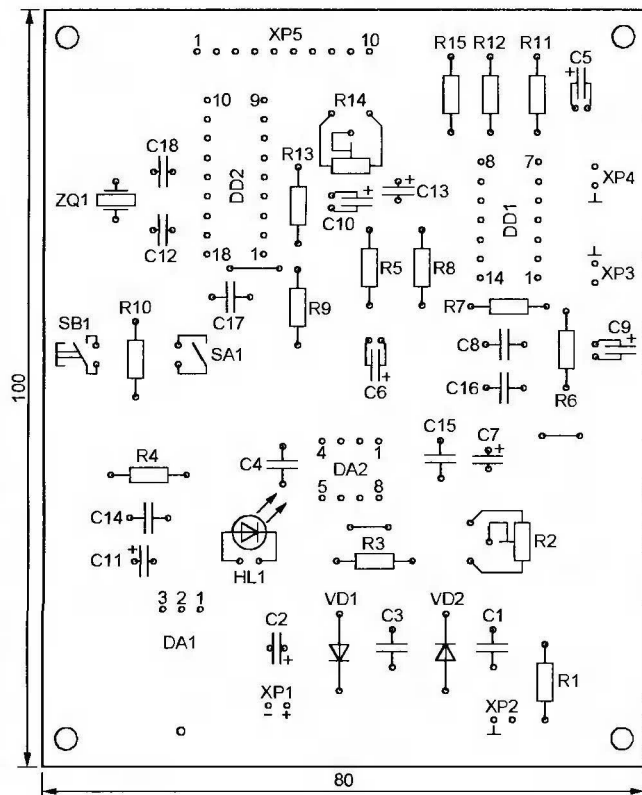 XP5
1 10
R15 R12 R11
C5
10 9
R14
C18
R13
8 7
XP4
ZQ1
DD2
C13
DD1
C10
C12
18 1
R5
R8
14 1
XP3
C17
R9
R7
SB1
R10
SA1
C8
C9
C6
C16
R6
100
C15
C7
4 1
R4
C4
DA2
5 8
C14
R2
C11
HL1
R3
3 2 1
VD1
VD2
C2
C3
C1
DA1
R1
XP1
XP2
80